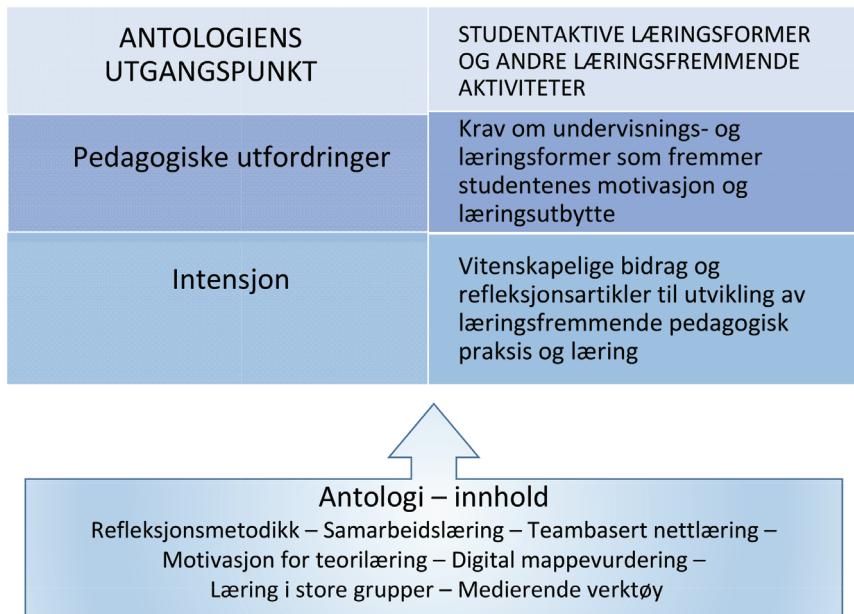 ANTOLOGIENS
UTGANGSPUNKT
STUDENTAKTIVE LÆRINGSFORMER
OG ANDRE LÆRINGSFREMMENDE
AKTIVITETER
Pedagogiske utfordringer
Krav om undervisnings- og
læringsformer som fremmer
studentenes motivasjon og
læringsutbytte
Intensjon
Vitenskapelige bidrag og
refleksjonsartikler til utvikling av
læringsfremmende pedagogisk
praksis og læring
Antologi – innhold
Refleksjonsmetodikk – Samarbeidslæring – Teambasert nettlæring –
Motivasjon for teorilæring – Digital mappevurdering –
Læring i store grupper – Medierende verktøy